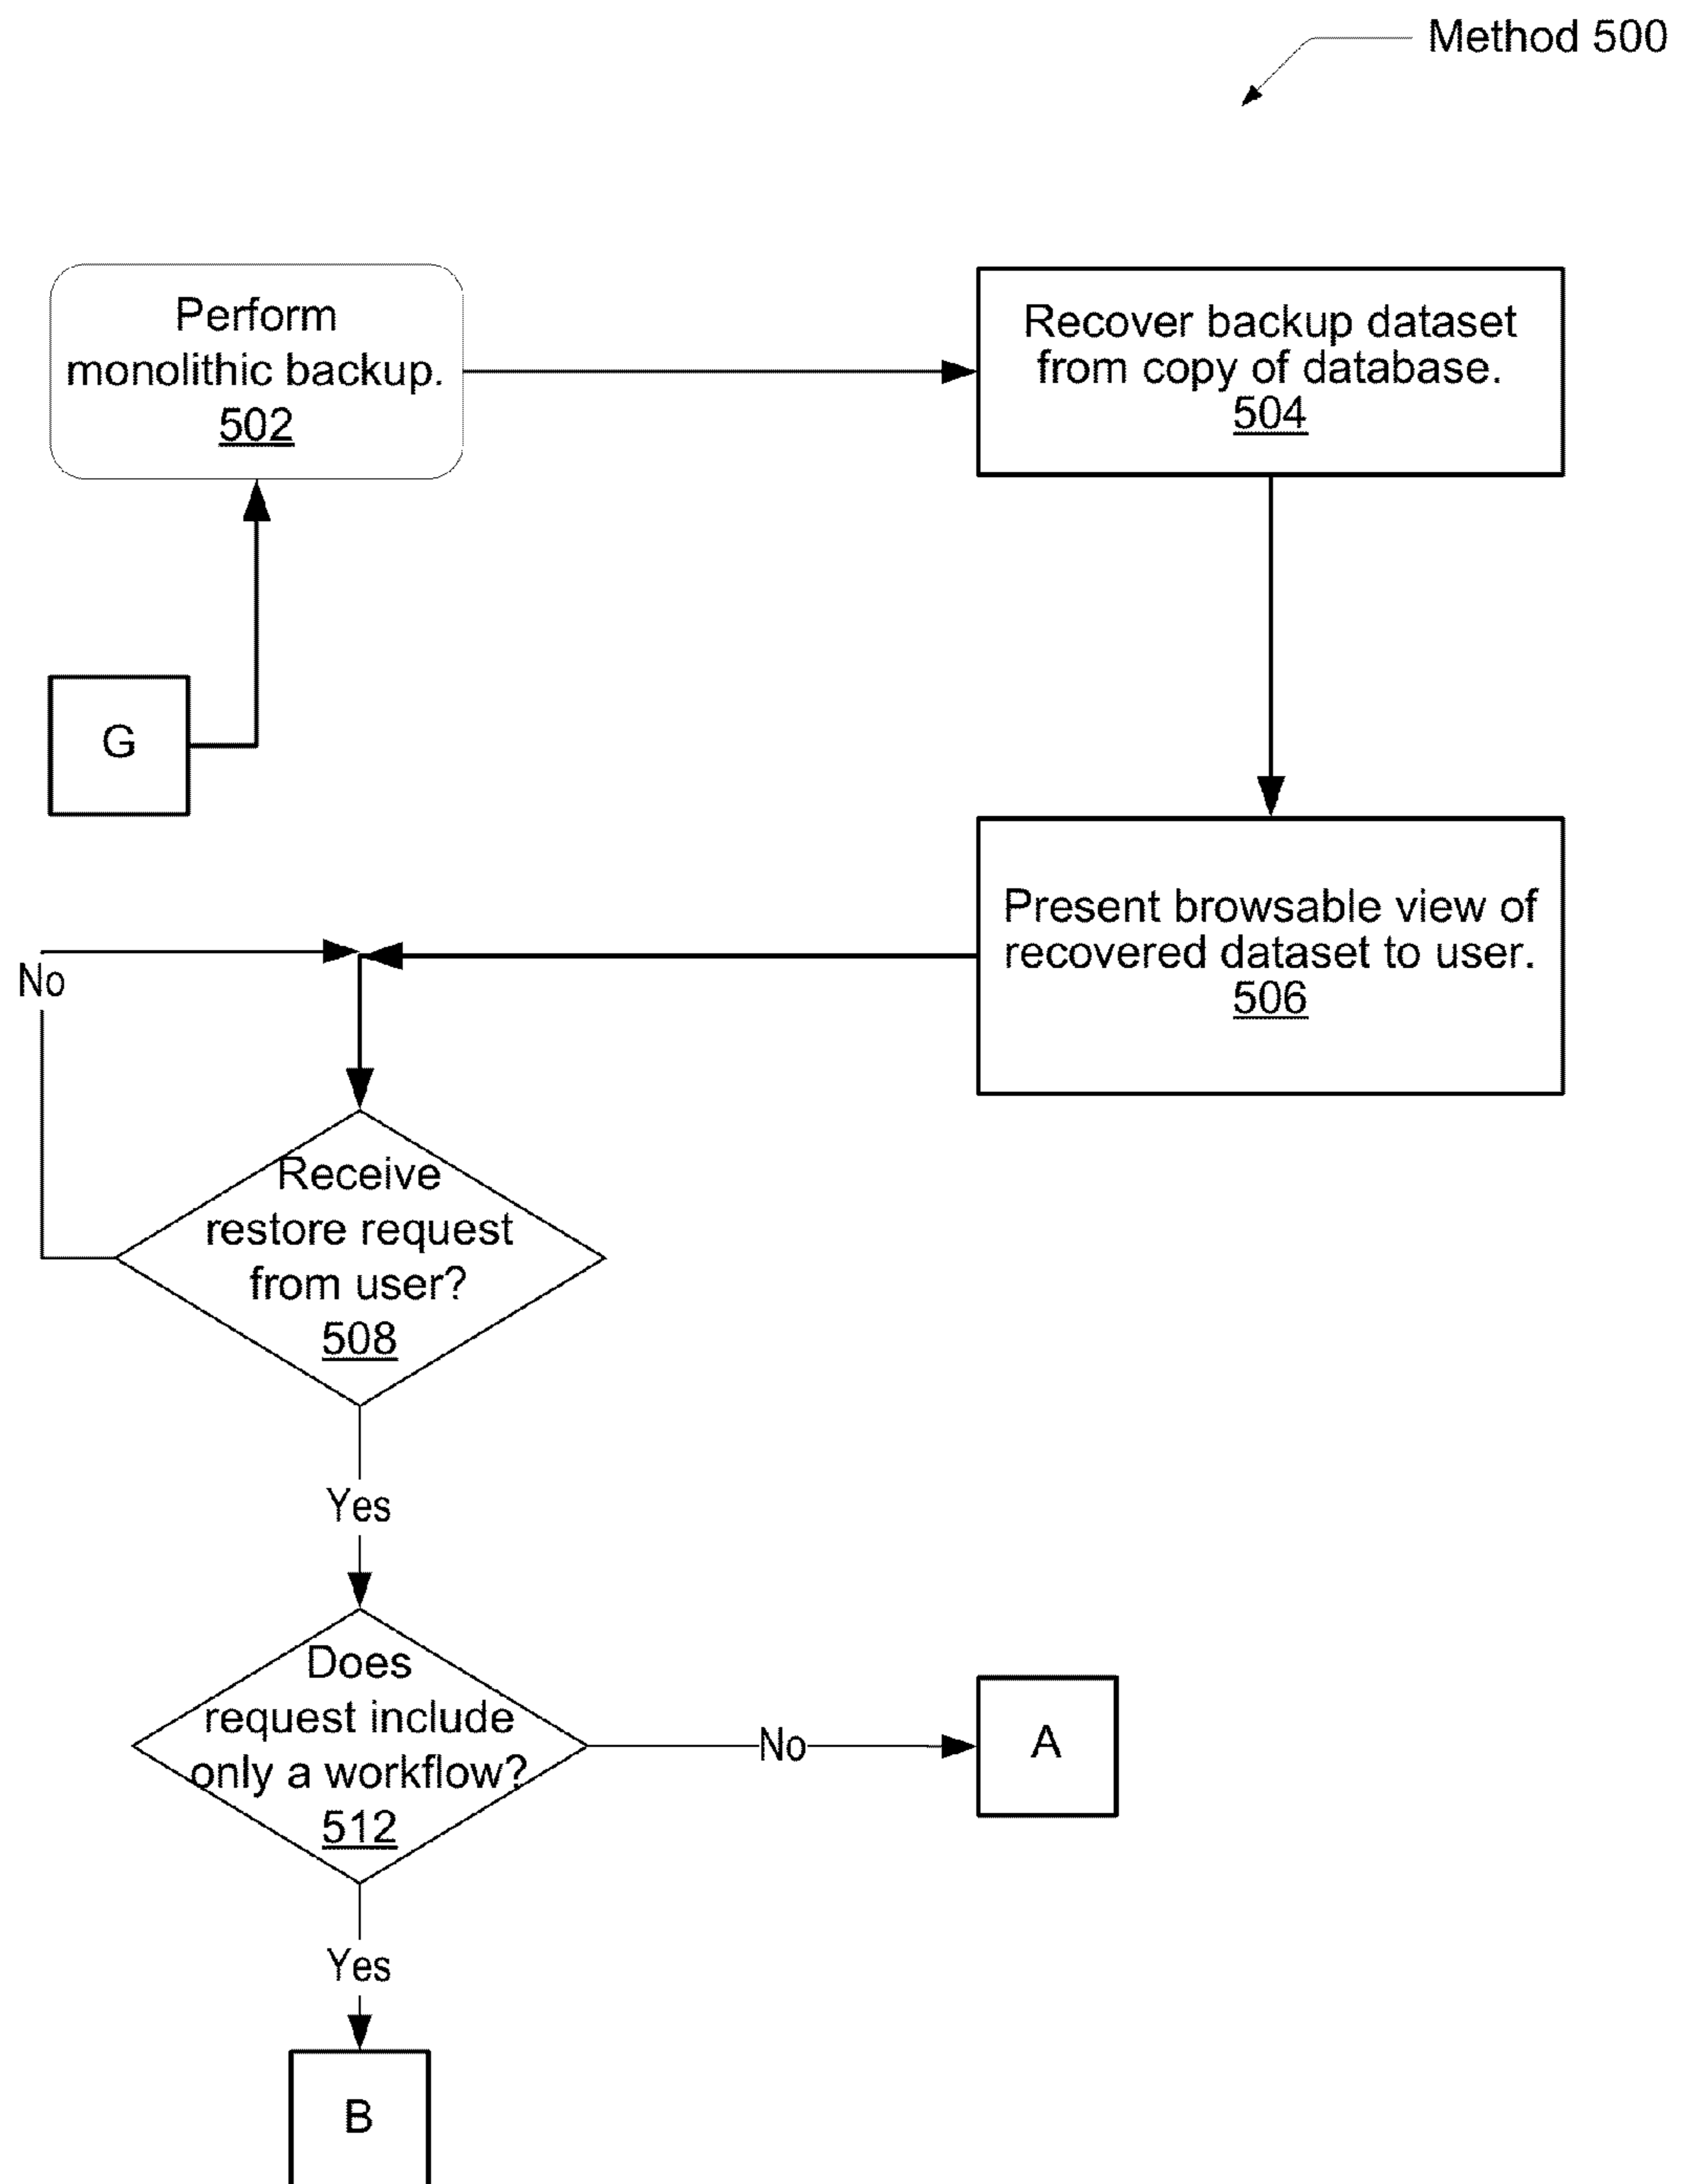 Method 500
Perform
monolithic backup.
502
Recover backup dataset
from copy of database.
504
G
Present browsable view of
recovered dataset to user.
506
No
Receive
restore request
from user?
508
Yes
Does
request include
only a workflow?
512
No
A
Yes
B